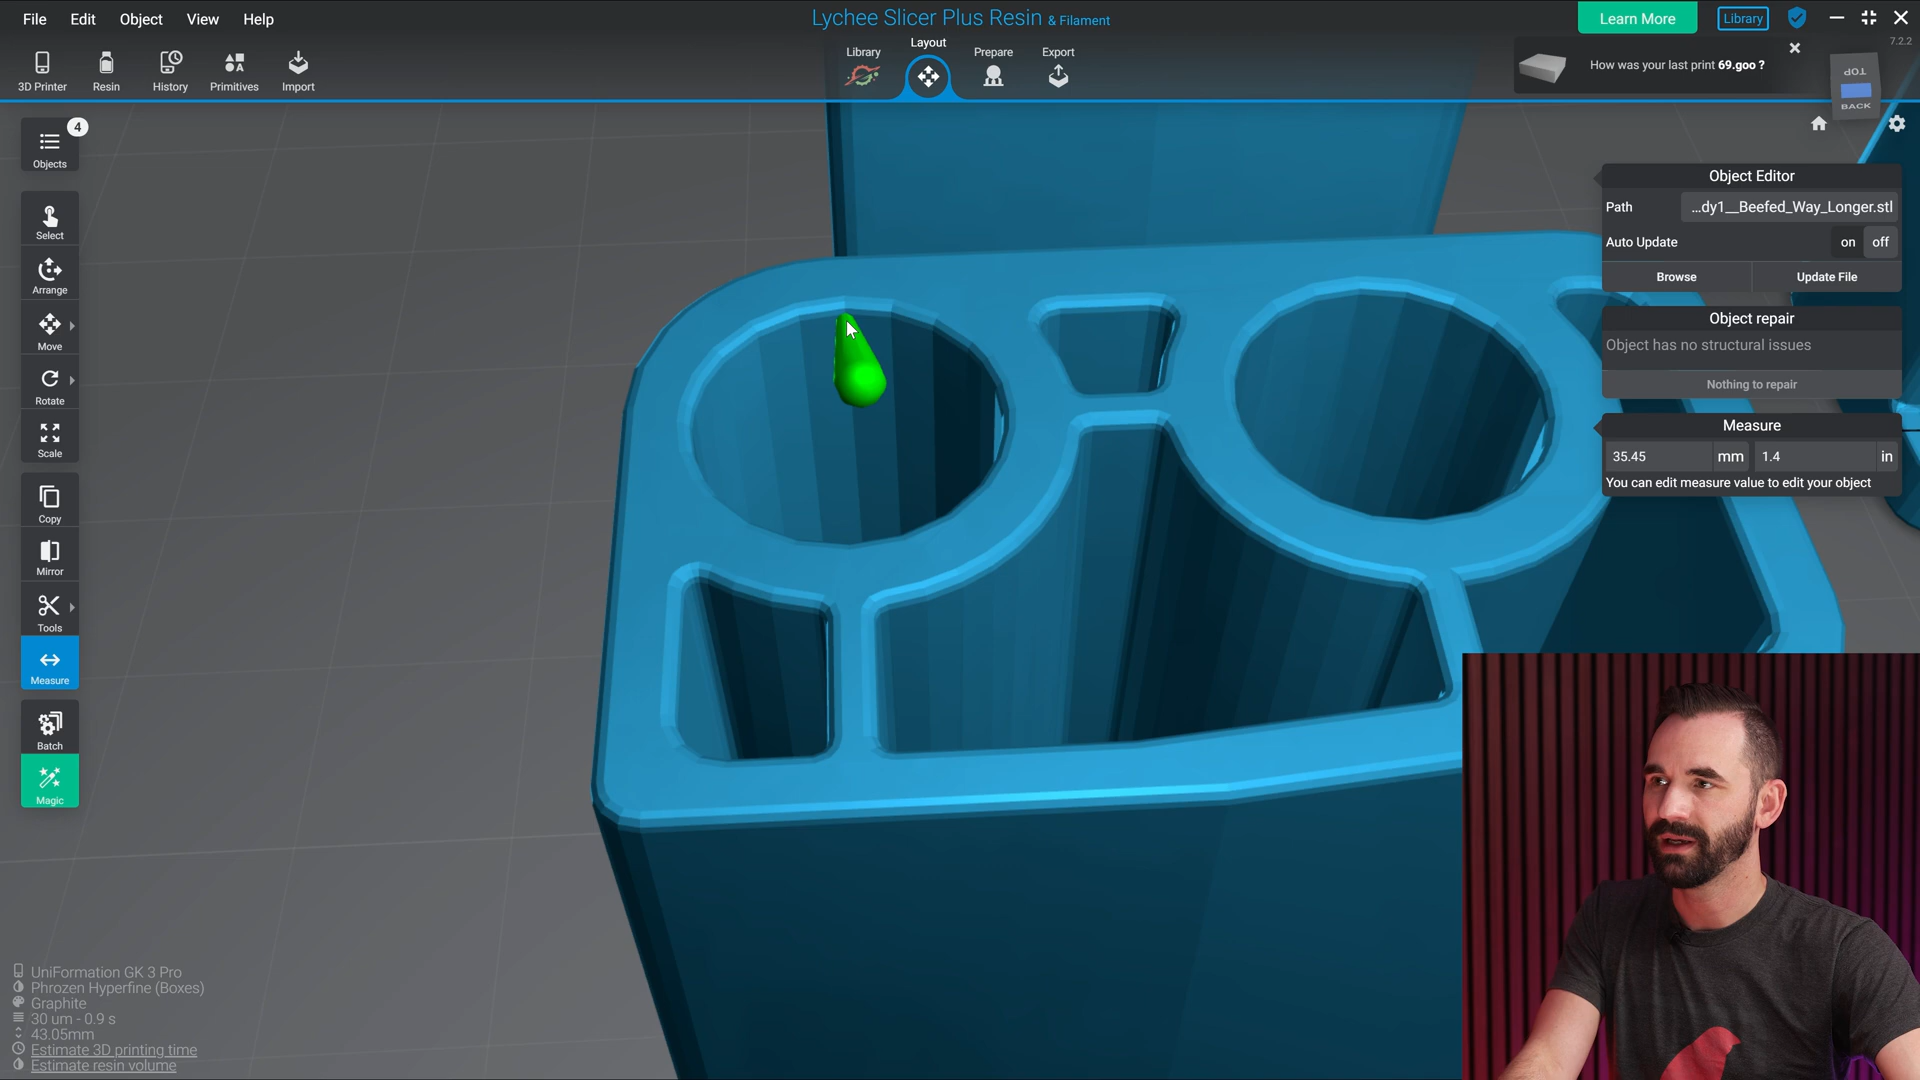 File Edit Object View Help
Lychee Slicer Plus Resin & Filament
Learn More
Library
7.2.2
3D Printer Resin History Primitives Import
Library Layout Prepare Export
How was your last print 69.goo ?
TOP
BACK
4
Objects
Select
Arrange
Move
Rotate
Scale
Copy
Mirror
Tools
Measure
Batch
Magic
Object Editor
Path ...dy1__Beefed_Way_Longer.stl
Auto Update on off
Browse Update File
Object repair
Object has no structural issues
Nothing to repair
Measure
35.45 mm 1.4 in
You can edit measure value to edit your object
UniFormation GK 3 Pro
Phrozen Hyperfine (Boxes)
Graphite
30 um - 0.9 s
43.05mm
Estimate 3D printing time
Estimate resin volume